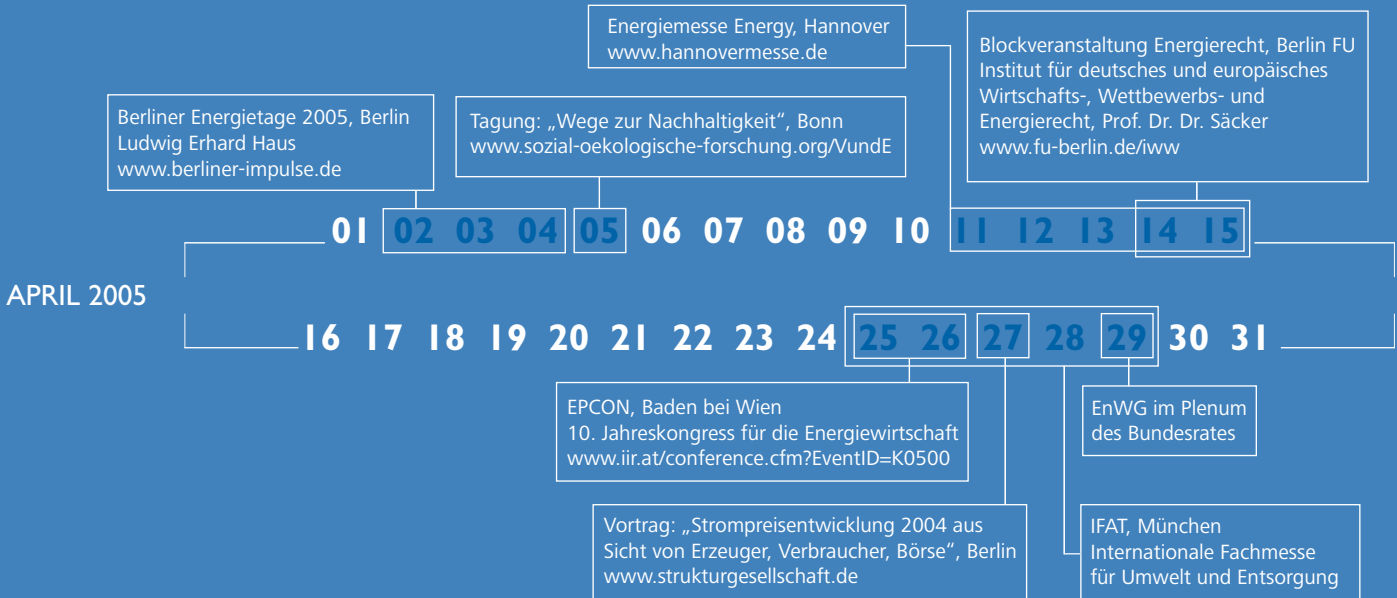 Energiemesse Energy, Hannover
www.hannovermesse.de
Blockveranstaltung Energierecht, Berlin FU
Institut für deutsches und europäisches
Wirtschafts-, Wettbewerbs- und
Energierecht, Prof. Dr. Dr. Säcker
www.fu-berlin.de/iww
Berliner Energietage 2005, Berlin
Ludwig Erhard Haus
www.berliner-impulse.de
Tagung: „Wege zur Nachhaltigkeit“, Bonn
www.sozial-oekologische-forschung.org/VundE
01 02 03 04 05 06 07 08 09 10 11 12 13 14 15
APRIL 2005
16 17 18 19 20 21 22 23 24 25 26 27 28 29 30 31
EPCON, Baden bei Wien
10. Jahreskongress für die Energiewirtschaft
www.iir.at/conference.cfm?EventID=K0500
EnWG im Plenum
des Bundesrates
Vortrag: „Strompreisentwicklung 2004 aus
Sicht von Erzeuger, Verbraucher, Börse“, Berlin
www.strukturgesellschaft.de
IFAT, München
Internationale Fachmesse
für Umwelt und Entsorgung